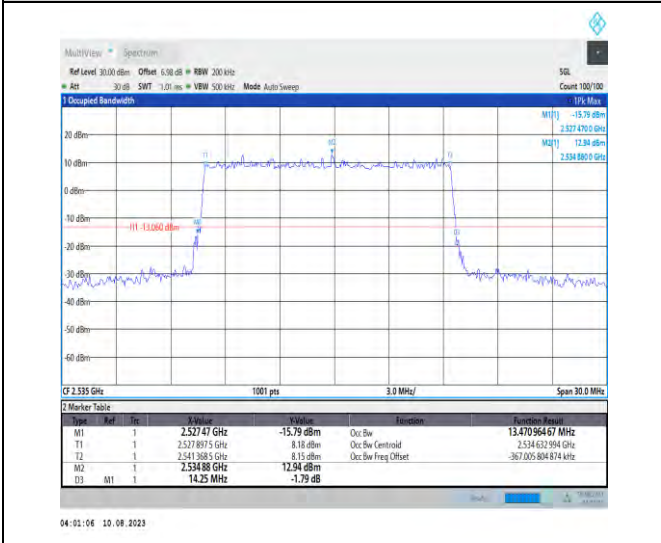 MultiView Spectrum
Ref Level 30.00 dBm Offset 6.98 dB RBW 200 kHz SGL
Att 30 dB SWT 1.01 ms VBW 500 kHz Mode Auto Sweep Count 100/100
1 Occupied Bandwidth 1Pk Max
M1[1] -15.79 dBm
2.527 470 0 GHz
M2[1] 12.94 dBm
2.534 880 0 GHz
20 dBm
10 dBm
0 dBm
-10 dBm
H1 -13.060 dBm
-20 dBm
-30 dBm
-40 dBm
-50 dBm
-60 dBm
CF 2.535 GHz 1001 pts 3.0 MHz/ Span 30.0 MHz
2 Marker Table
Type Ref Trc X-Value Y-Value Function Function Result
M1 1 2.527 47 GHz -15.79 dBm Occ Bw 13.470 964 67 MHz
T1 1 2.527 897 5 GHz 8.18 dBm Occ Bw Centroid 2.534 632 994 GHz
T2 1 2.541 368 5 GHz 8.15 dBm Occ Bw Freq Offset -367.005 804 874 kHz
M2 1 2.534 88 GHz 12.94 dBm
D3 M1 1 14.25 MHz -1.79 dB
04:01:06 10.08.2023